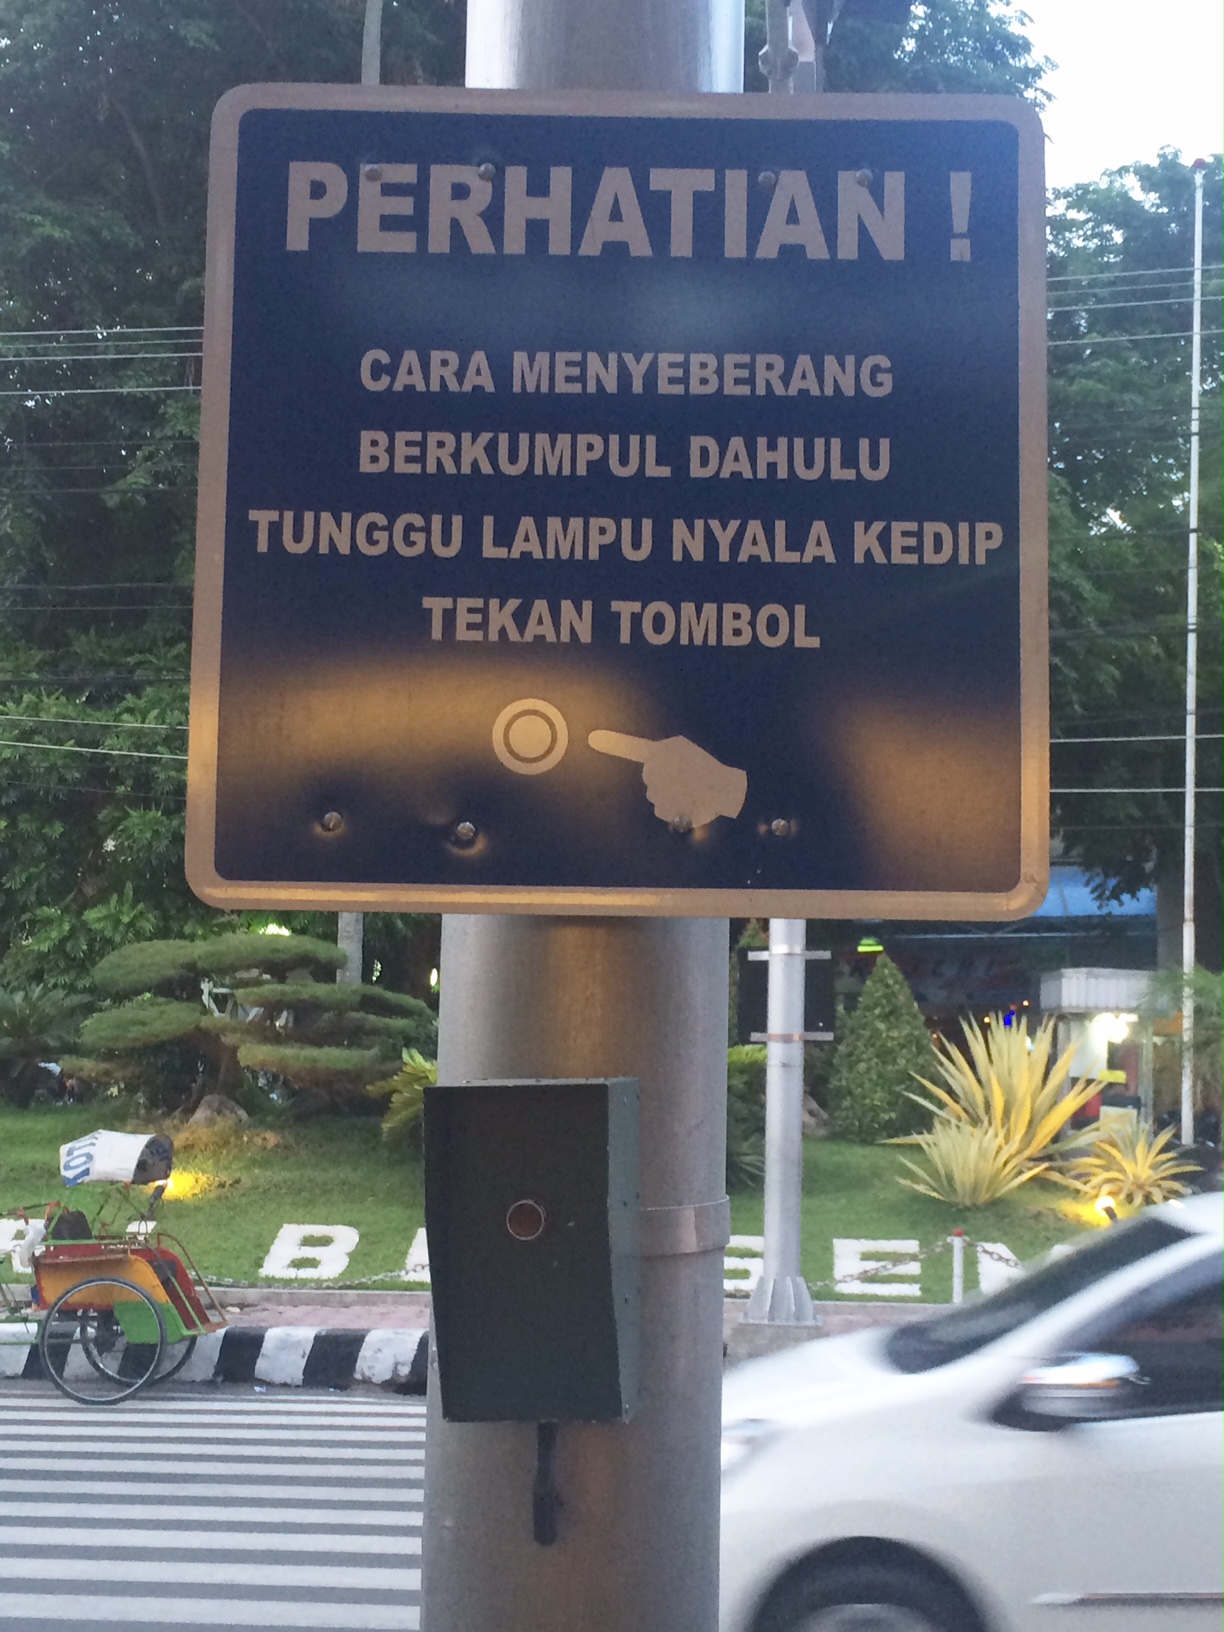 PERHATIAN !
CARA MENYEBERANG
BERKUMPUL DAHULU
TUNGGU LAMPU NYALA KEDIP
TEKAN TOMBOL